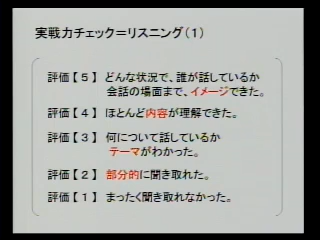 実戦力チェック＝リスニング（１）
評価【５】 どんな状況で、誰が話しているか
会話の場面まで、イメージできた。
評価【４】 ほとんど内容が理解できた。
評価【３】 何について話しているか
テーマがわかった。
評価【２】 部分的に聞き取れた。
評価【１】 まったく聞き取れなかった。